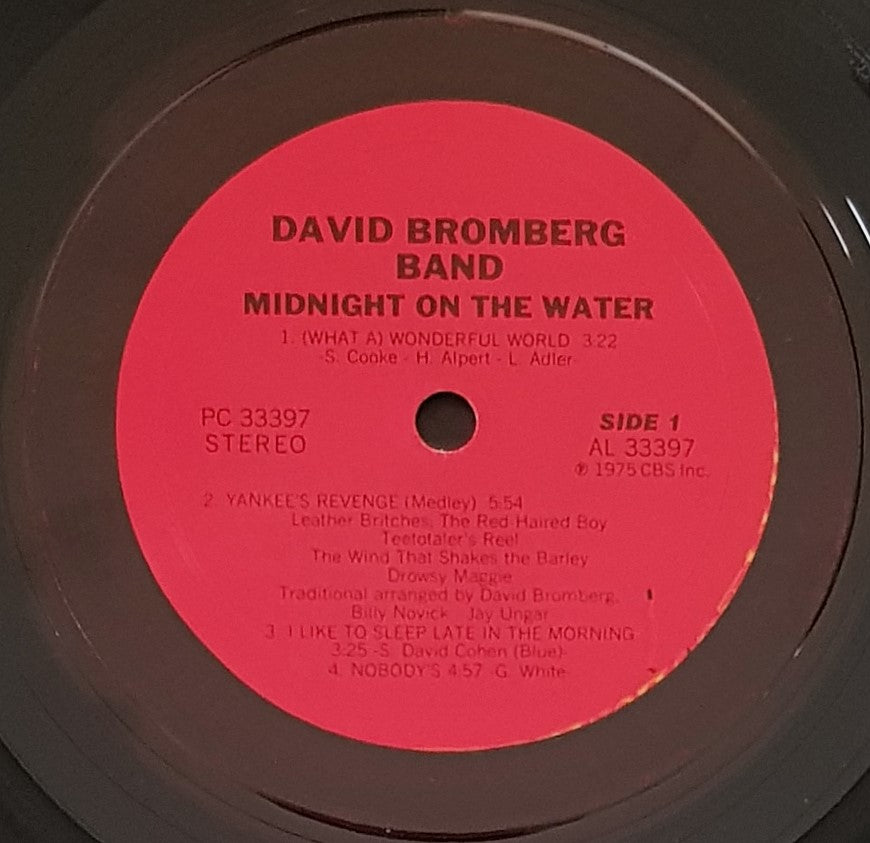 DAVID BROMBERG
BAND
MIDNIGHT ON THE WATER
1. (WHAT A) WONDERFUL WORLD 3:22
-S. Cooke - H. Alpert - L. Adler-
PC 33397
STEREO
SIDE 1
AL 33397
℗ 1975 CBS Inc.
2. YANKEE'S REVENGE (Medley) 5:54
Leather Britches, The Red Haired Boy
Teetotaler's Reel
The Wind That Shakes the Barley
Drowsy Maggie
Traditional arranged by David Bromberg,
Billy Novick Jay Ungar
3. I LIKE TO SLEEP LATE IN THE MORNING
3:25 -S. David Cohen (Blue)-
4. NOBODY'S 4:57 -G. White-